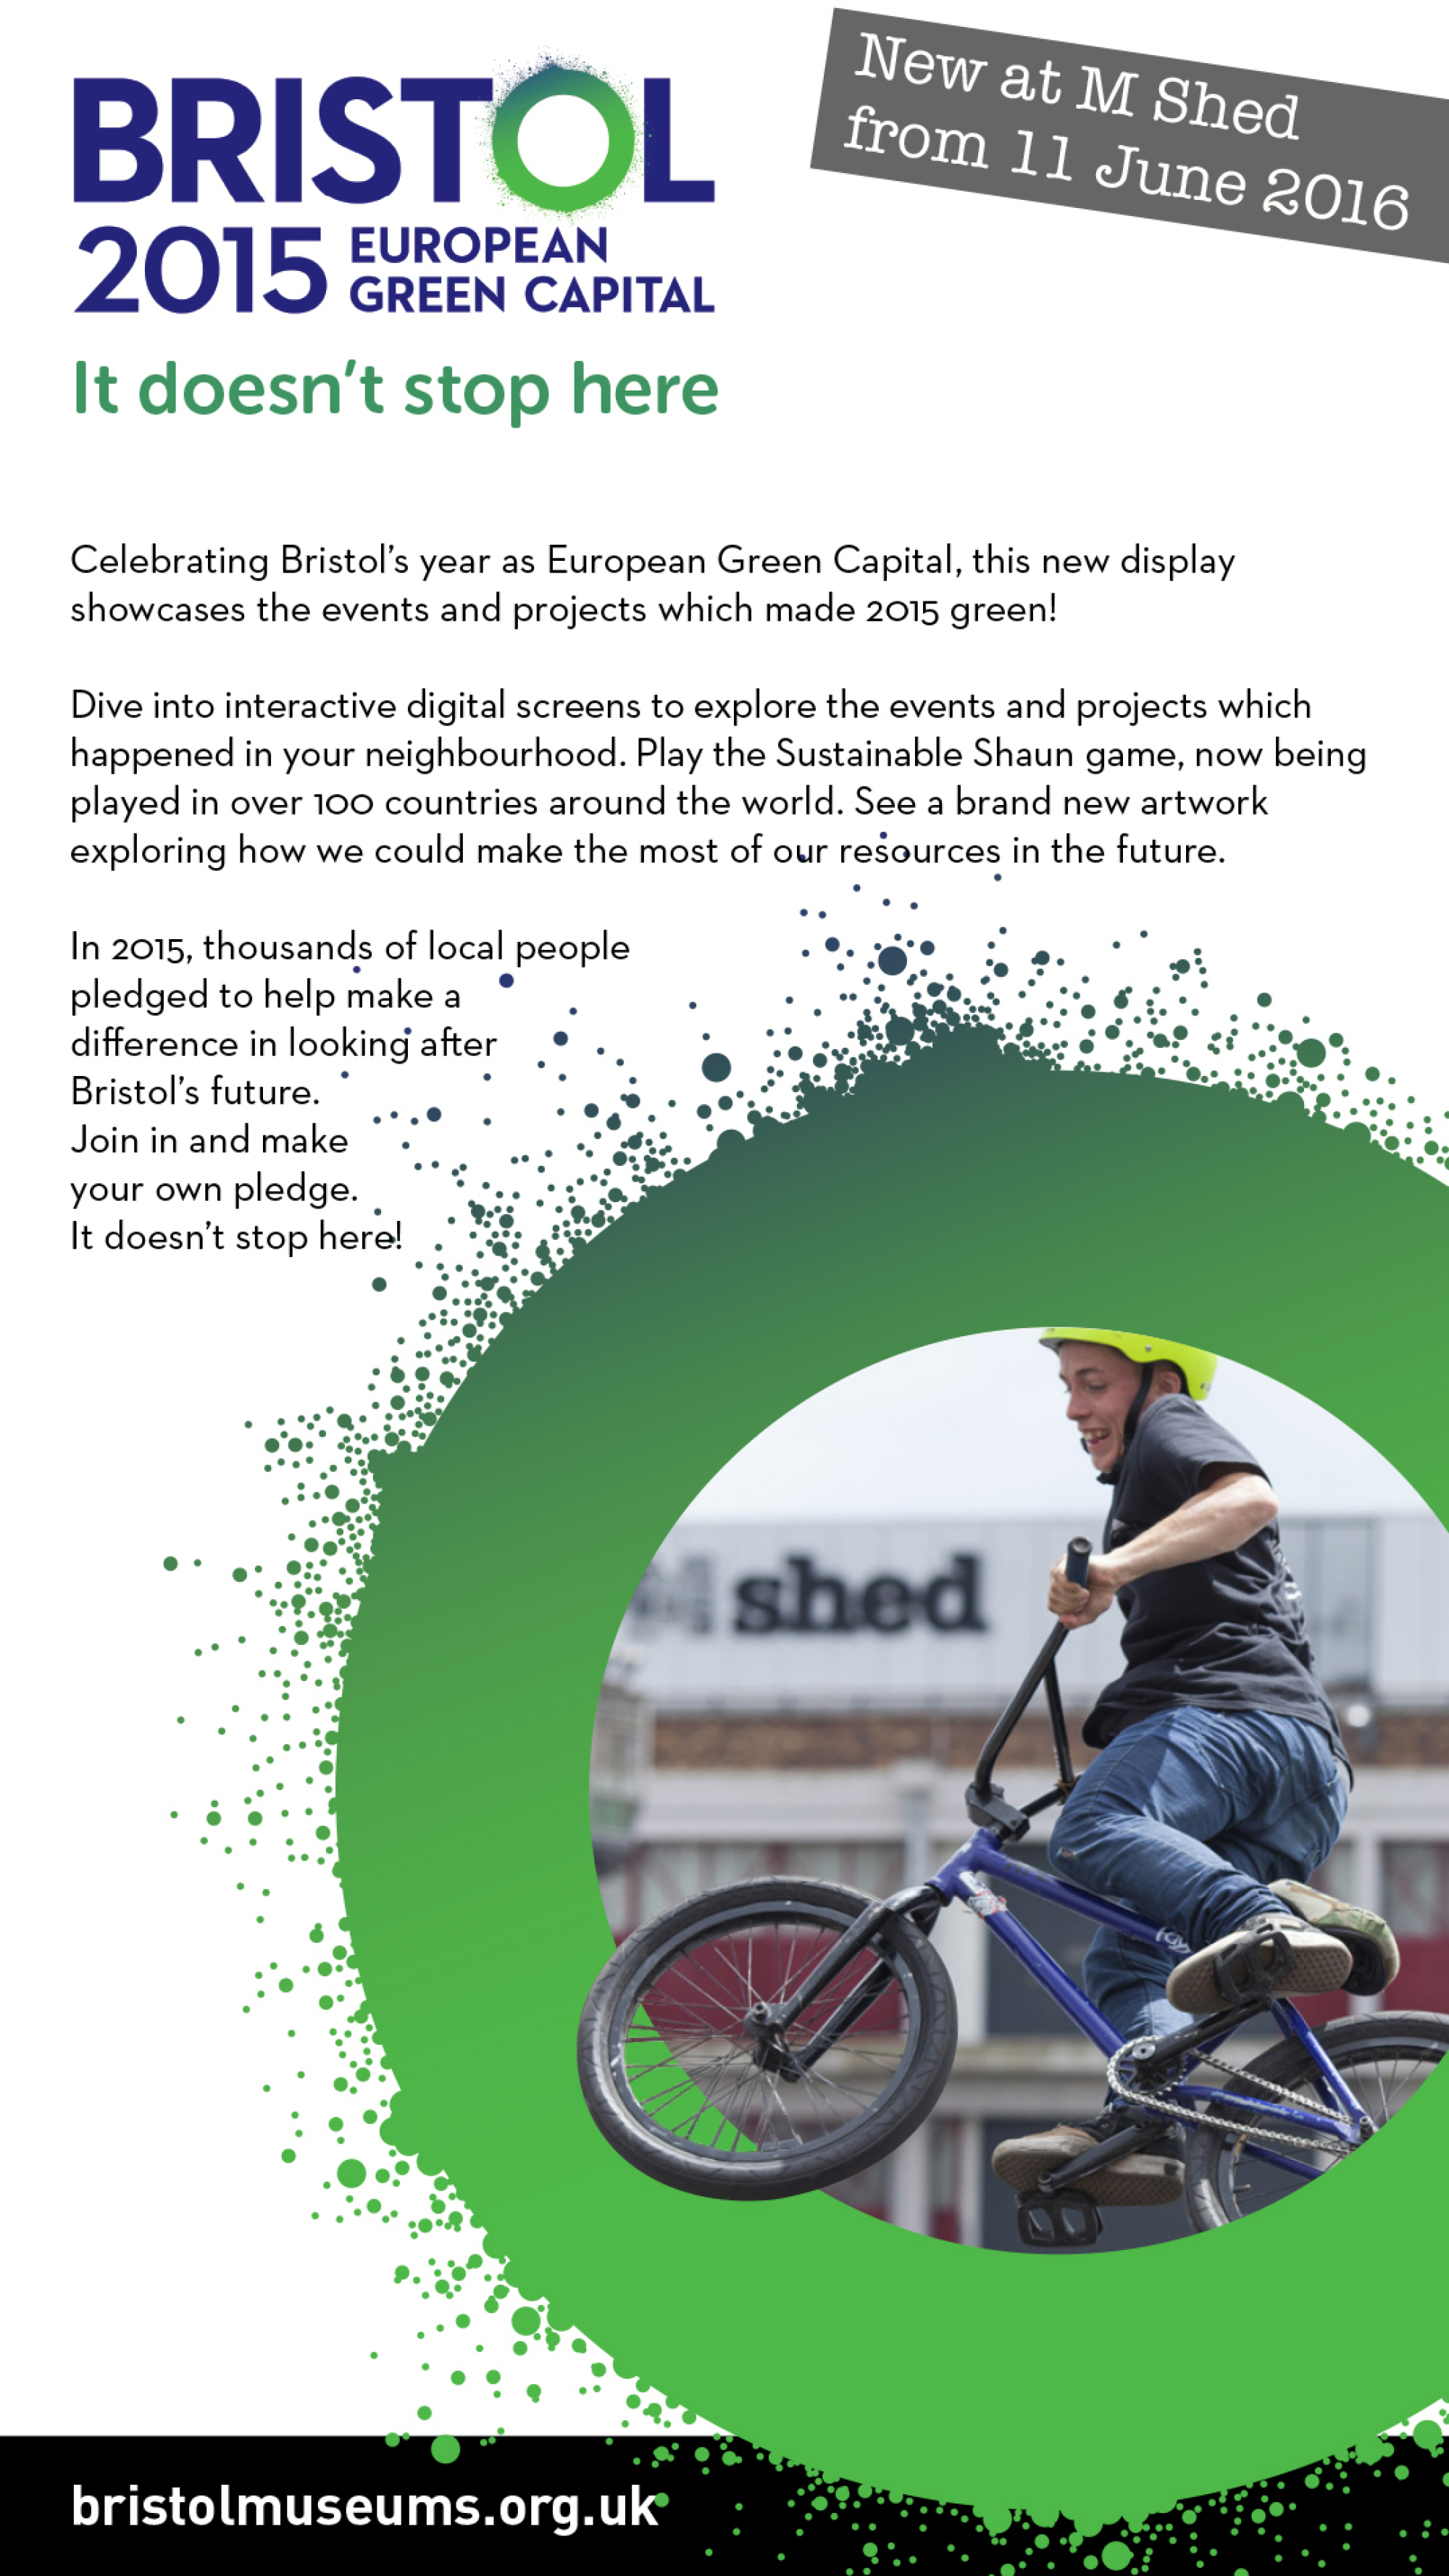 BRISTOL
2015 EUROPEAN
GREEN CAPITAL
It doesn't stop here
New at M Shed
from 11 June 2016
Celebrating Bristol's year as European Green Capital, this new display
showcases the events and projects which made 2015 green!
Dive into interactive digital screens to explore the events and projects which
happened in your neighbourhood. Play the Sustainable Shaun game, now being
played in over 100 countries around the world. See a brand new artwork
exploring how we could make the most of our resources in the future.
In 2015, thousands of local people
pledged to help make a
difference in looking after
Bristol's future.
Join in and make
your own pledge.
It doesn't stop here!
shed
bristolmuseums.org.uk